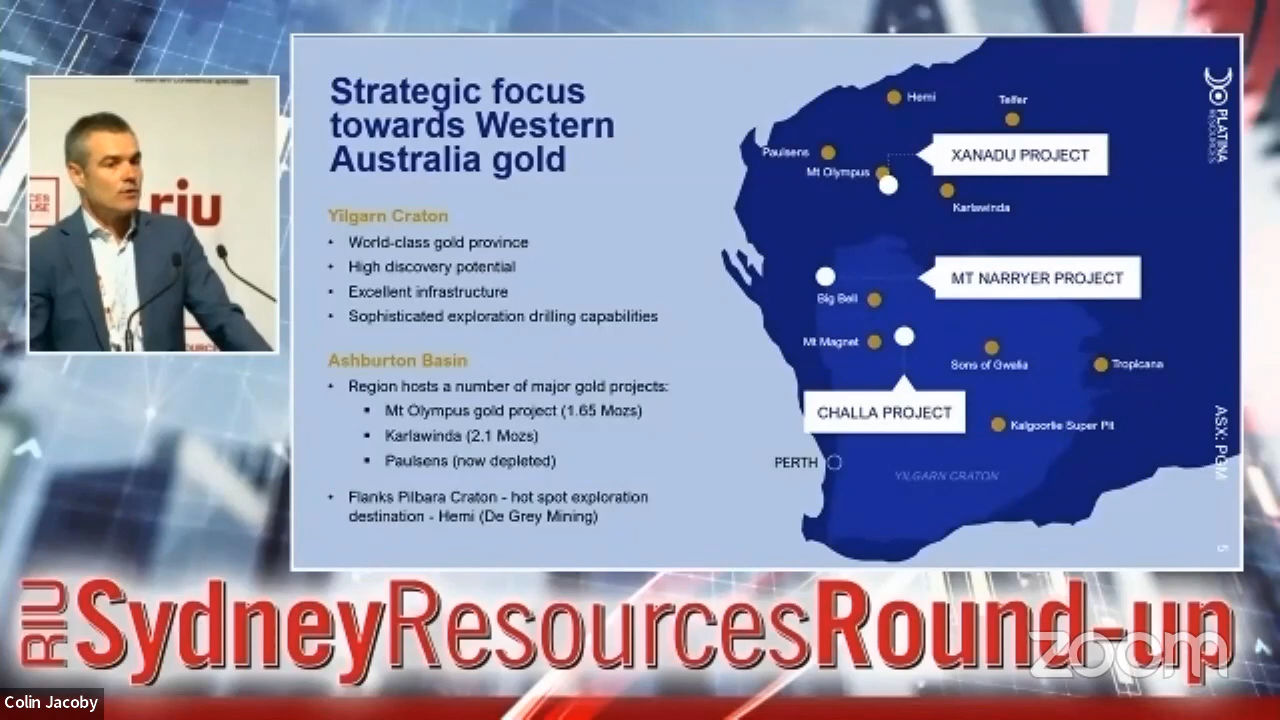 riu
Strategic focus
towards Western
Australia gold
Yilgarn Craton
• World-class gold province
• High discovery potential
• Excellent infrastructure
• Sophisticated exploration drilling capabilities
Ashburton Basin
• Region hosts a number of major gold projects:
▪ Mt Olympus gold project (1.65 Mozs)
▪ Karlawinda (2.1 Mozs)
▪ Paulsens (now depleted)
• Flanks Pilbara Craton - hot spot exploration
destination - Hemi (De Grey Mining)
Hemi
Telfer
Paulsens
XANADU PROJECT
Mt Olympus
Karlawinda
MT NARRYER PROJECT
Big Bell
Mt Magnet
Sons of Gwalia
Tropicana
CHALLA PROJECT
Kalgoorlie Super Pit
PERTH
YILGARN CRATON
PLATINA
RESOURCES
ASX: PGM
5
RIU SydneyResourcesRound-up
zoom
Colin Jacoby